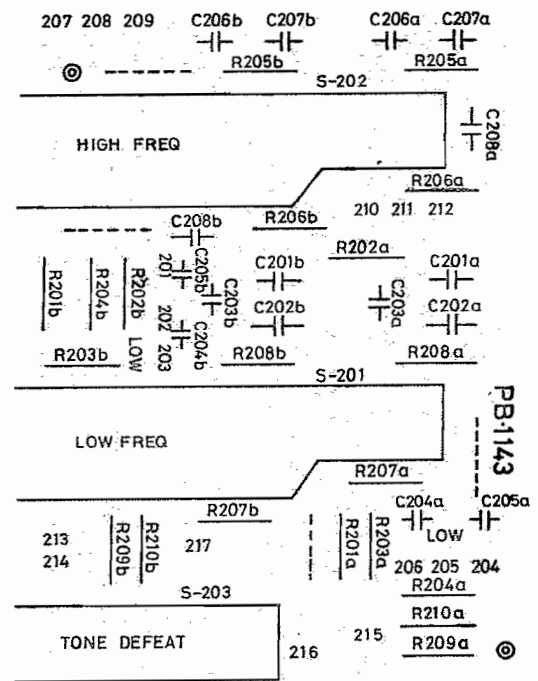 207 208 209 C206b C207b C206a C207a
R205b R205a
S-202
HIGH FREQ
C208a
R206a
R206b 210 211 212
C208b
R202a
R201b R204b R202b 201 C205b C201b C201a
C203b C203a
C202b C202a
202 C204b
LOW 203
R203b R208b R208a
S-201
LOW FREQ
PB-1143
R207a
R207b
C204a C205a
LOW
213
214
R209b R210b 217 R201a R203a
206 205 204
S-203 R204a
R210a
TONE DEFEAT 216 215 R209a